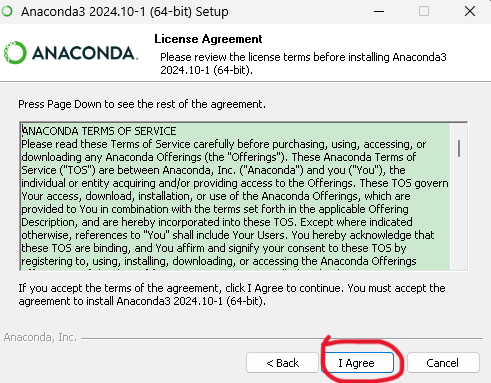 Anaconda3 2024.10-1 (64-bit) Setup
ANACONDA.
License Agreement
Please review the license terms before installing Anaconda3
2024.10-1 (64-bit).
Press Page Down to see the rest of the agreement.
ANACONDA TERMS OF SERVICE
Please read these Terms of Service carefully before purchasing, using, accessing, or
downloading any Anaconda Offerings (the "Offerings"). These Anaconda Terms of
Service ("TOS") are between Anaconda, Inc. ("Anaconda") and you ("You"), the
individual or entity acquiring and/or providing access to the Offerings. These TOS govern
Your access, download, installation, or use of the Anaconda Offerings, which are
provided to You in combination with the terms set forth in the applicable Offering
Description, and are hereby incorporated into these TOS. Except where indicated
otherwise, references to "You" shall include Your Users. You hereby acknowledge that
these TOS are binding, and You affirm and signify your consent to these TOS by
registering to, using, installing, downloading, or accessing the Anaconda Offerings
If you accept the terms of the agreement, click I Agree to continue. You must accept the
agreement to install Anaconda3 2024.10-1 (64-bit).
Anaconda, Inc.
< Back
I Agree
Cancel